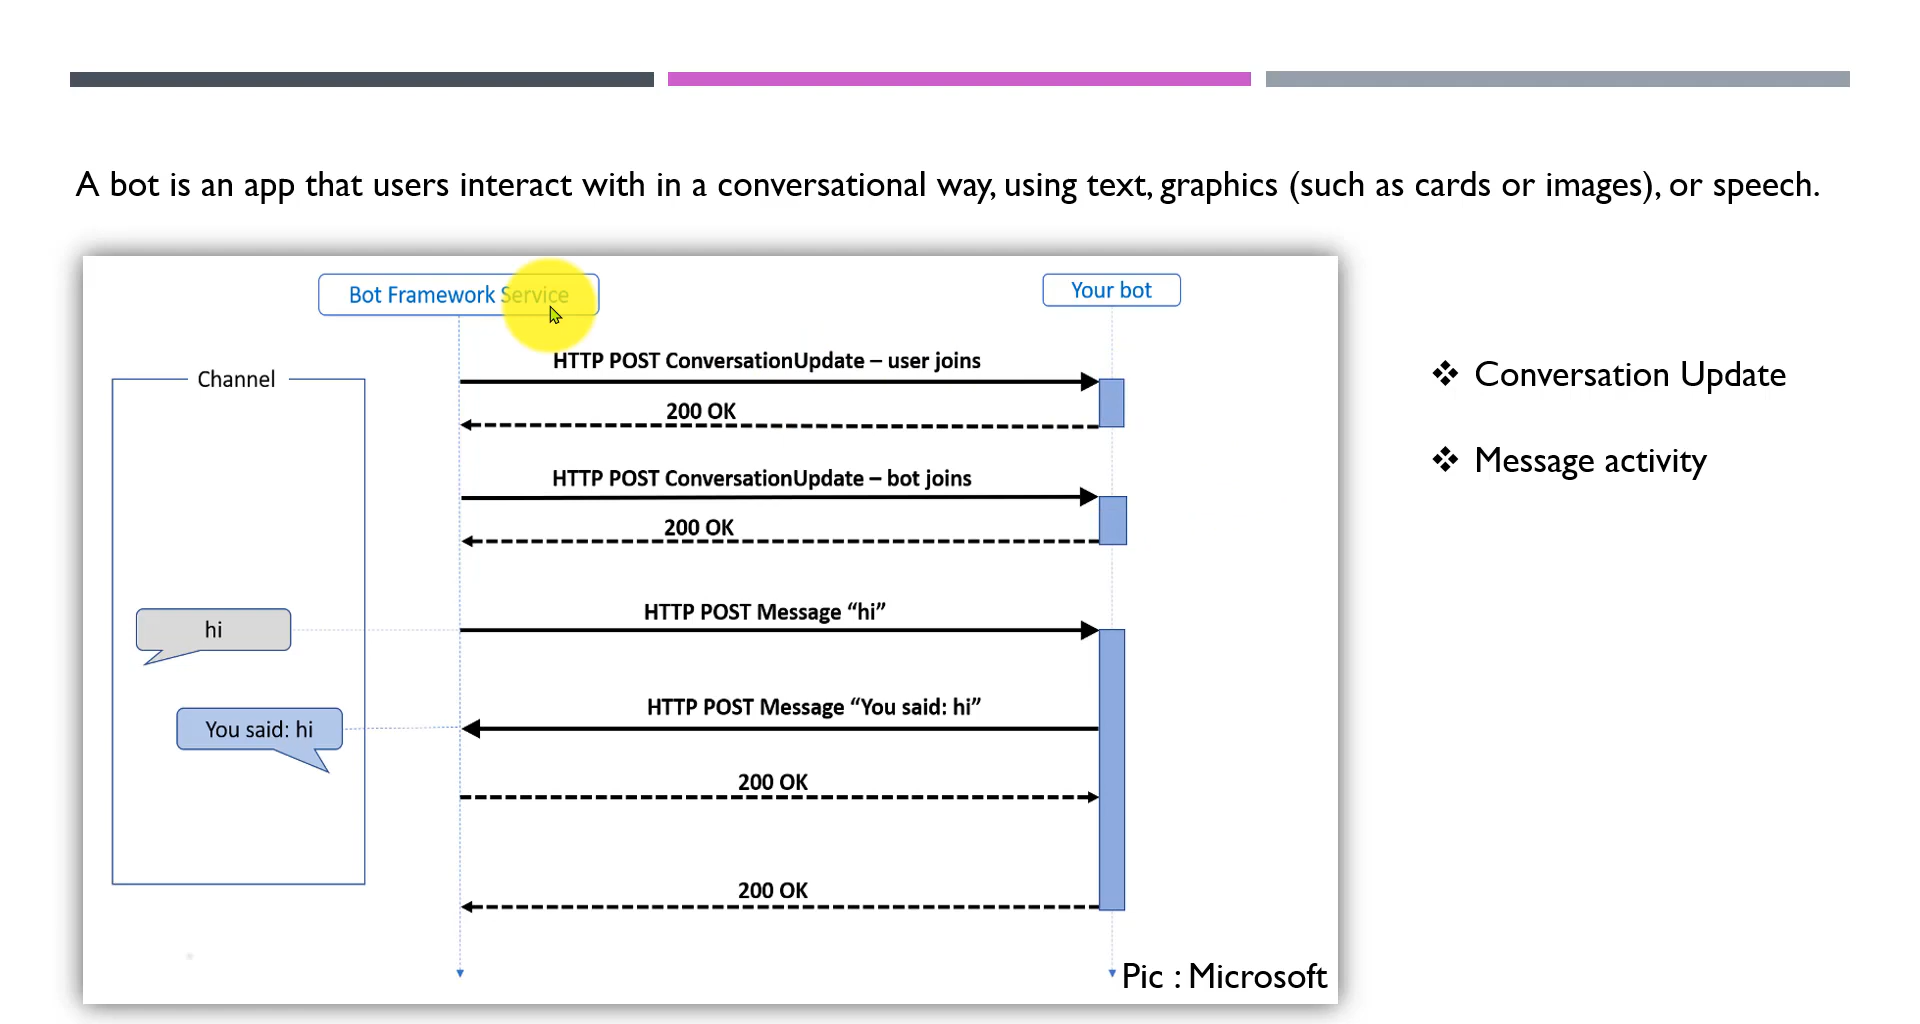 A bot is an app that users interact with in a conversational way, using text, graphics (such as cards or images), or speech.
Bot Framework Service
Your bot
HTTP POST ConversationUpdate – user joins
Channel
200 OK
HTTP POST ConversationUpdate – bot joins
200 OK
HTTP POST Message “hi”
hi
HTTP POST Message “You said: hi”
You said: hi
200 OK
200 OK
Pic : Microsoft
❖ Conversation Update
❖ Message activity